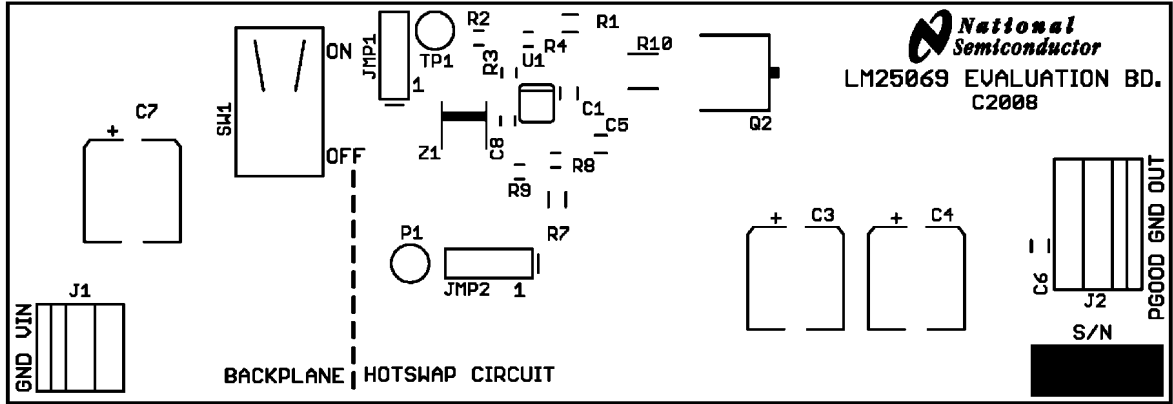 National
Semiconductor
LM25069 EVALUATION BD.
C2008
ON
OFF
SW1
JMP1
1
TP1
R2
R3
R4
U1
R1
R10
Q2
C1
C5
C8
Z1
R8
R9
R7
C7
+
P1
JMP2 1
+ C3
+ C4
C6
J2
PGOOD GND OUT
S/N
J1
GND VIN
BACKPLANE
HOTSWAP CIRCUIT